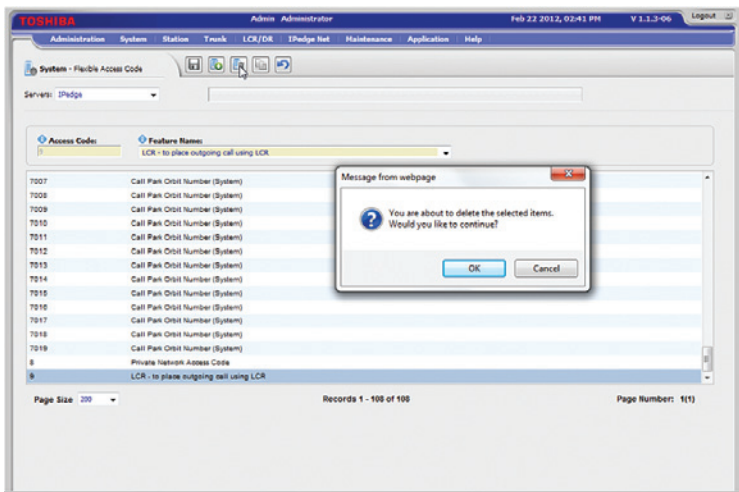 TOSHIBA
Admin Administrator
Feb 22 2012, 02:41 PM
V 1.1.3-06
Logout
Administration System Station Trunk LCR/DR IPedge Net Maintenance Application Help
System - Flexible Access Code
Servers: IPedge
Access Code: Feature Name:
9 LCR - to place outgoing call using LCR
Message from webpage
You are about to delete the selected items.
Would you like to continue?
OK Cancel
7007 Call Park Orbit Number (System)
7008 Call Park Orbit Number (System)
7009 Call Park Orbit Number (System)
7010 Call Park Orbit Number (System)
7011 Call Park Orbit Number (System)
7012 Call Park Orbit Number (System)
7013 Call Park Orbit Number (System)
7014 Call Park Orbit Number (System)
7015 Call Park Orbit Number (System)
7016 Call Park Orbit Number (System)
7017 Call Park Orbit Number (System)
7018 Call Park Orbit Number (System)
7019 Call Park Orbit Number (System)
8 Private Network Access Code
9 LCR - to place outgoing call using LCR
Page Size 200
Records 1 - 108 of 108
Page Number: 1(1)